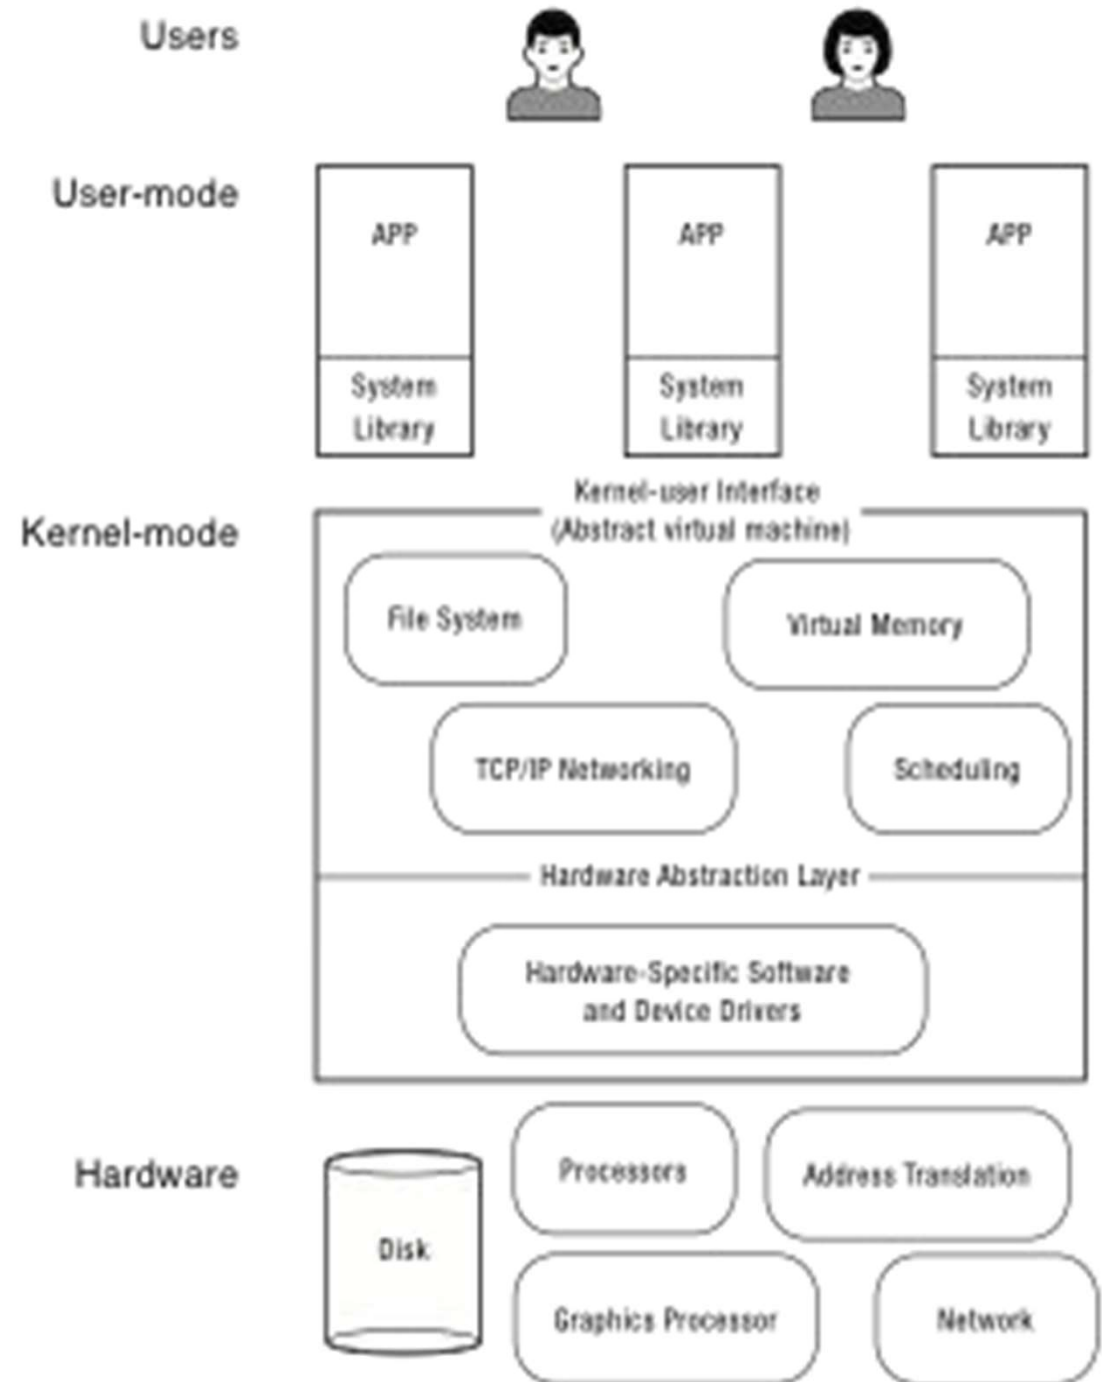 Users
User-mode
APP
APP
APP
System
Library
System
Library
System
Library
Kernel-user Interface
(Abstract virtual machine)
Kernel-mode
File System
Virtual Memory
TCP/IP Networking
Scheduling
Hardware Abstraction Layer
Hardware-Specific Software
and Device Drivers
Hardware
Disk
Processors
Address Translation
Graphics Processor
Network